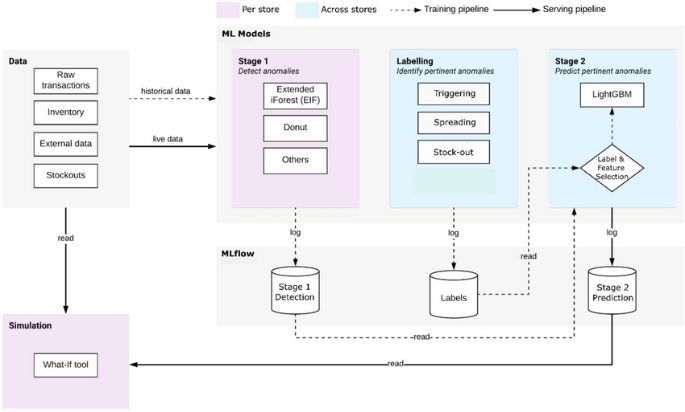 Per store
Across stores
Training pipeline
Serving pipeline
Data
Raw
transactions
Inventory
External data
Stockouts
historical data
live data
read
ML Models
Stage 1
Detect anomalies
Extended
iForest (EIF)
Donut
Others
Labelling
Identify pertinent anomalies
Triggering
Spreading
Stock-out
Stage 2
Predict pertinent anomalies
LightGBM
Label &
Feature
Selection
log
log
log
read
MLflow
Stage 1
Detection
Labels
Stage 2
Prediction
read
Simulation
What-If tool
read